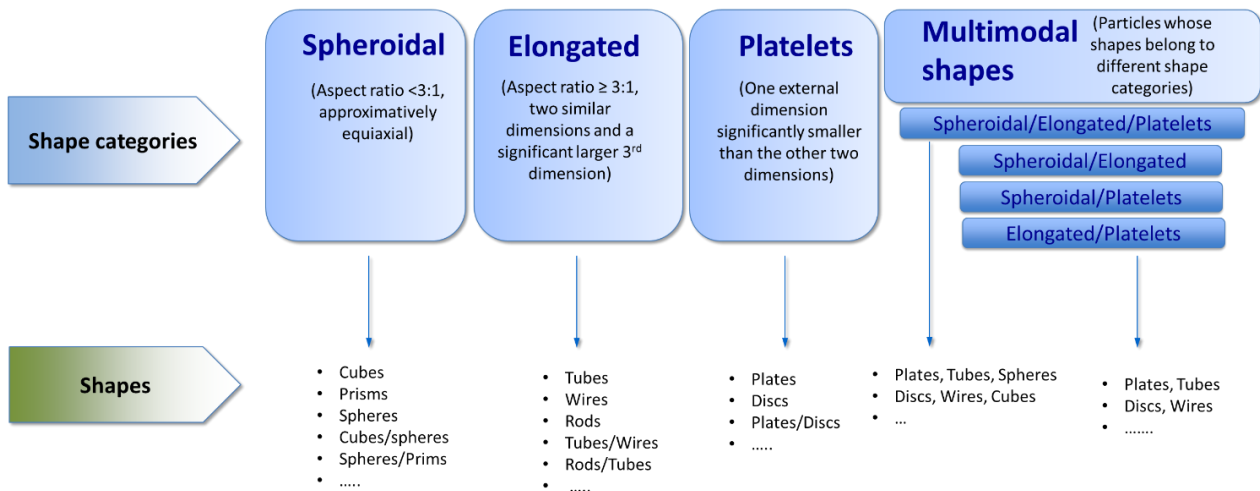 Shape categories
Spheroidal
(Aspect ratio <3:1,
approximatively
equiaxial)
Elongated
(Aspect ratio ≥ 3:1,
two similar
dimensions and a
significant larger 3rd
dimension)
Platelets
(One external
dimension
significantly smaller
than the other two
dimensions)
Multimodal
shapes
(Particles whose
shapes belong to
different shape
categories)
Spheroidal/Elongated/Platelets
Spheroidal/Elongated
Spheroidal/Platelets
Elongated/Platelets
Shapes
• Cubes
• Prisms
• Spheres
• Cubes/spheres
• Spheres/Prims
• .....
• Tubes
• Wires
• Rods
• Tubes/Wires
• Rods/Tubes
• .....
• Plates
• Discs
• Plates/Discs
• .....
• Plates, Tubes, Spheres
• Discs, Wires, Cubes
• ...
• Plates, Tubes
• Discs, Wires
• .......